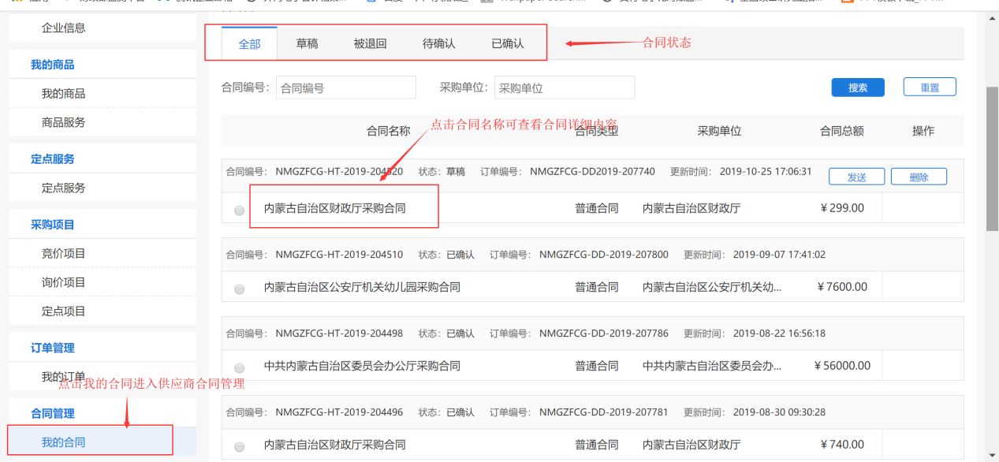 企业信息
我的商品
我的商品
商品服务
定点服务
定点服务
采购项目
竞价项目
询价项目
定点项目
订单管理
我的订单
点击我的合同进入供应商合同管理
合同管理
我的合同
全部 草稿 被退回 待确认 已确认 合同状态
合同编号： 合同编号 采购单位： 采购单位 搜索 重置
点击合同名称可查看合同详细内容
合同名称 合同类型 采购单位 合同总额 操作
合同编号： NMGZFCG-HT-2019-204520 状态：草稿 订单编号： NMGZFCG-DD2019-207740 更新时间： 2019-10-25 17:06:31 发送 删除
内蒙古自治区财政厅采购合同 普通合同 内蒙古自治区财政厅 ￥299.00
合同编号： NMGZFCG-HT-2019-204510 状态：已确认 订单编号： NMGZFCG-DD-2019-207800 更新时间： 2019-09-07 17:41:02
内蒙古自治区公安厅机关幼儿园采购合同 普通合同 内蒙古自治区公安厅机关幼... ￥7600.00
合同编号： NMGZFCG-HT-2019-204498 状态：已确认 订单编号： NMGZFCG-DD-2019-207786 更新时间： 2019-08-22 16:56:18
中共内蒙古自治区委员会办公厅采购合同 普通合同 中共内蒙古自治区委员会办... ￥56000.00
合同编号： NMGZFCG-HT-2019-204496 状态：已确认 订单编号： NMGZFCG-DD-2019-207781 更新时间： 2019-08-30 09:30:28
内蒙古自治区财政厅采购合同 普通合同 内蒙古自治区财政厅 ￥740.00